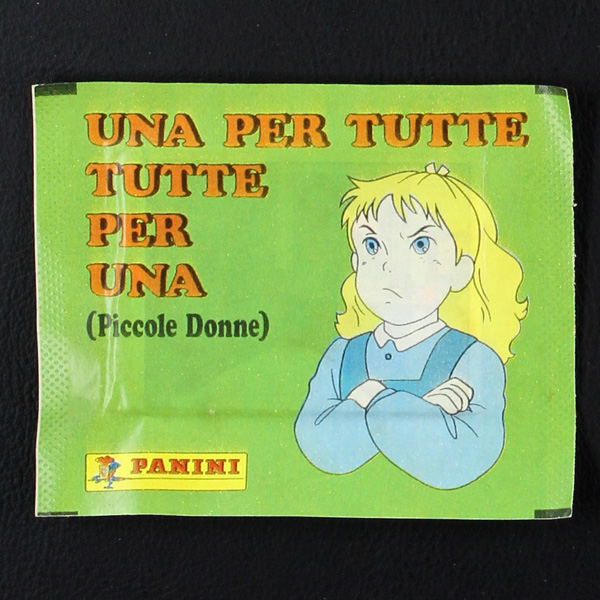 UNA PER TUTTE
TUTTE
PER
UNA
(Piccole Donne)
PANINI